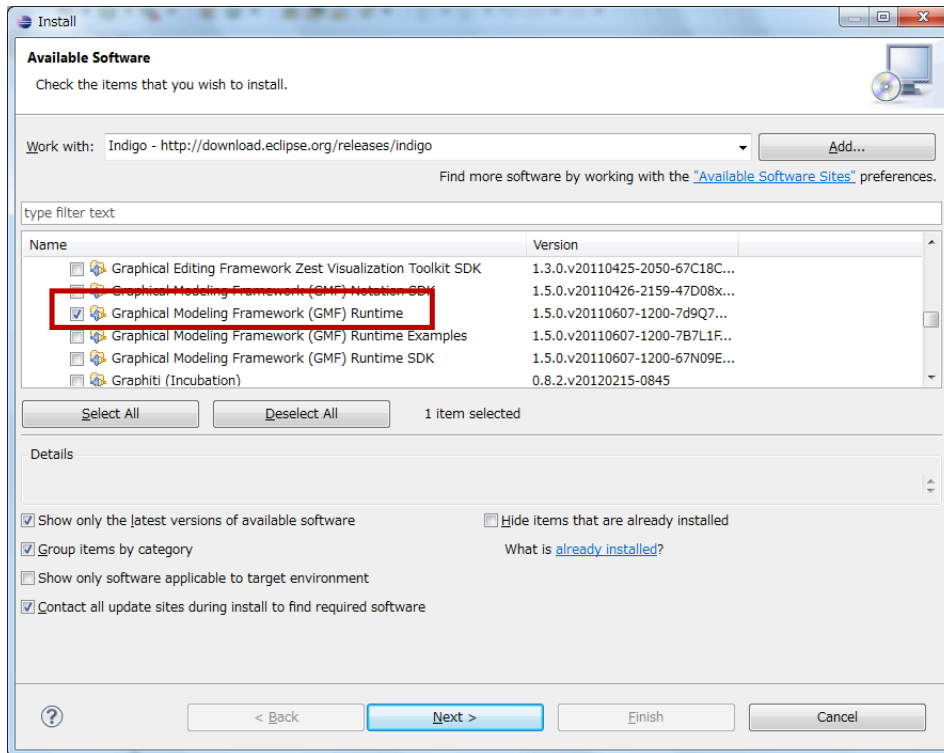 Install
Available Software
Check the items that you wish to install.
Work with: Indigo - http://download.eclipse.org/releases/indigo Add...
Find more software by working with the "Available Software Sites" preferences.
type filter text
Name Version
Graphical Editing Framework Zest Visualization Toolkit SDK 1.3.0.v20110425-2050-67C18C...
Graphical Modeling Framework (GMF) Notation SDK 1.5.0.v20110426-2159-47D08x...
Graphical Modeling Framework (GMF) Runtime 1.5.0.v20110607-1200-7d9Q7...
Graphical Modeling Framework (GMF) Runtime Examples 1.5.0.v20110607-1200-7B7L1F...
Graphical Modeling Framework (GMF) Runtime SDK 1.5.0.v20110607-1200-67N09E...
Graphiti (Incubation) 0.8.2.v20120215-0845
Select All Deselect All 1 item selected
Details
Show only the latest versions of available software Hide items that are already installed
Group items by category What is already installed?
Show only software applicable to target environment
Contact all update sites during install to find required software
? < Back Next > Finish Cancel